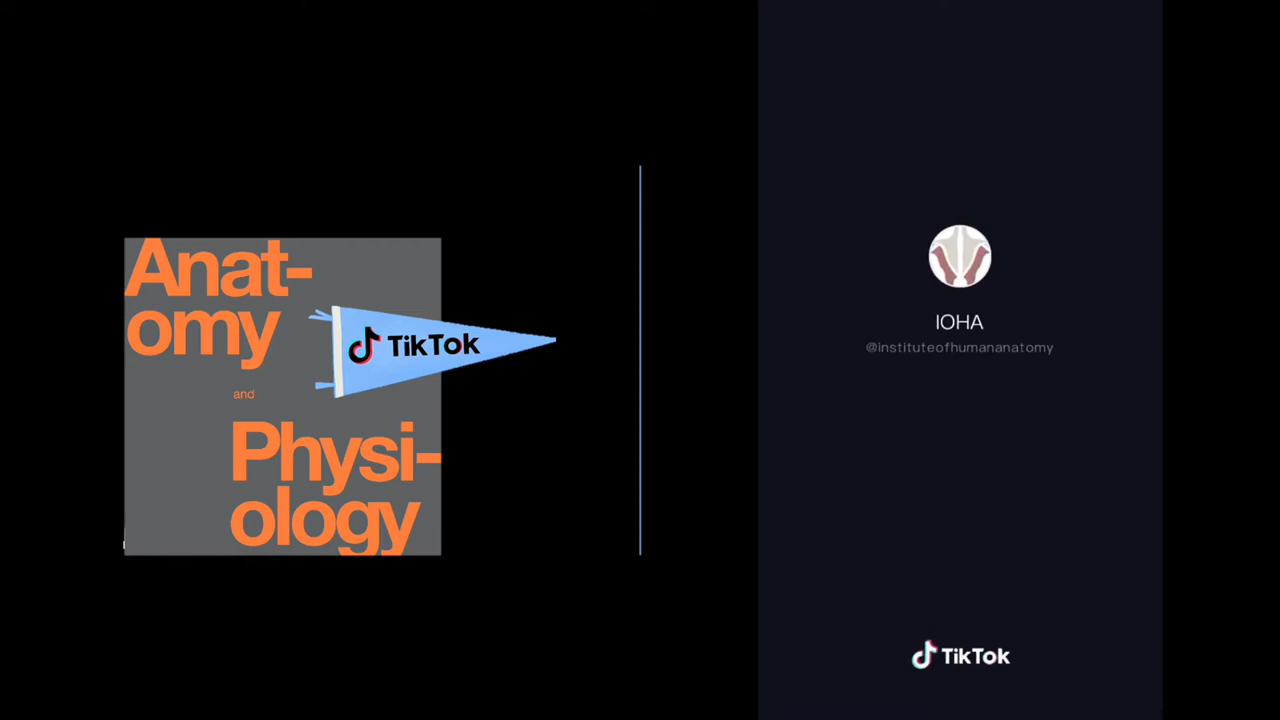 Anat-
omy
TikTok
and
Physi-
ology
IOHA
@instituteofhumananatomy
TikTok